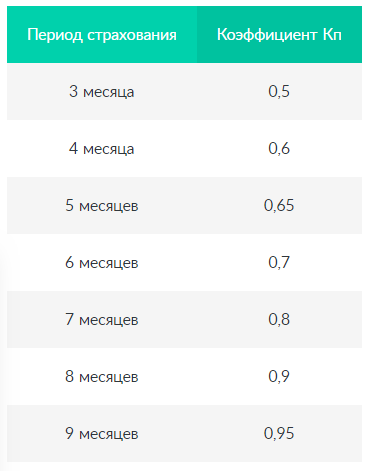 Период страхования Коэффициент Кп
3 месяца 0,5
4 месяца 0,6
5 месяцев 0,65
6 месяцев 0,7
7 месяцев 0,8
8 месяцев 0,9
9 месяцев 0,95